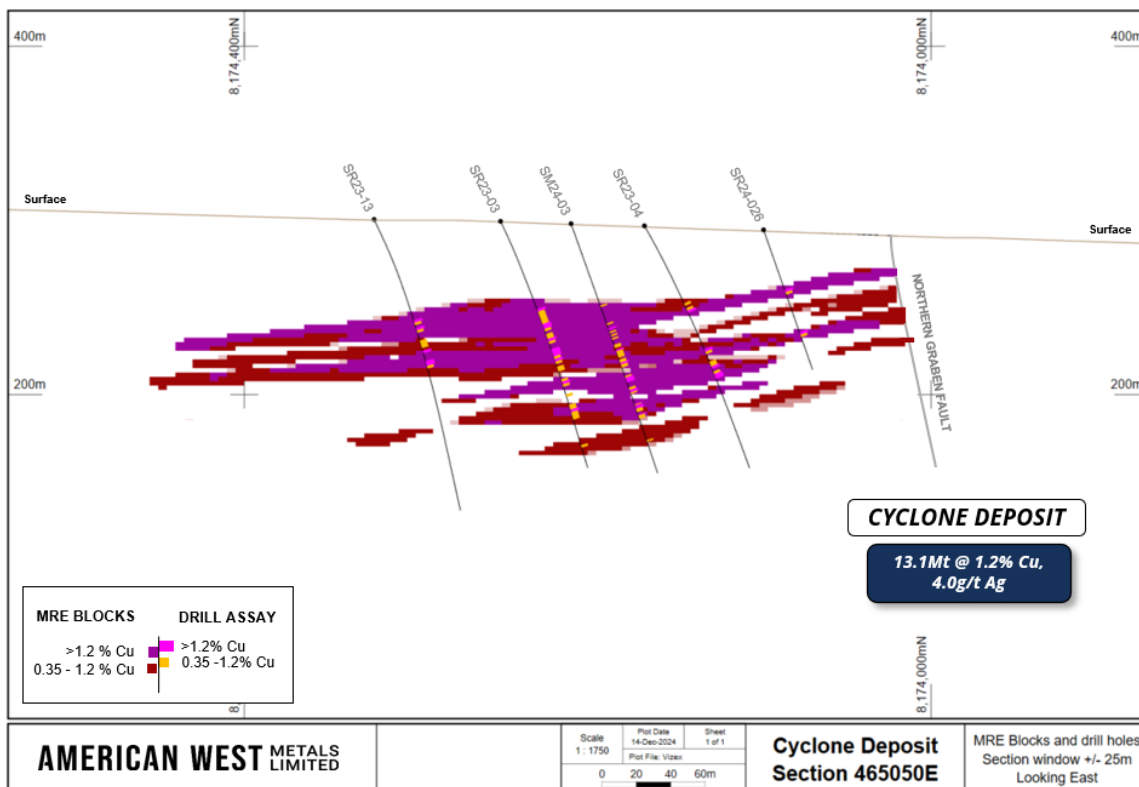 400m
8,174,400mN
8,174,000mN
400m
SR23-13
SR23-03
SM24-03
SR23-04
SR24-026
Surface
Surface
NORTHERN GRABEN FAULT
200m
200m
CYCLONE DEPOSIT
13.1Mt @ 1.2% Cu,
4.0g/t Ag
MRE BLOCKS
DRILL ASSAY
>1.2 % Cu
>1.2% Cu
0.35 - 1.2 % Cu
0.35 -1.2% Cu
8,174,000mN
AMERICAN WEST METALS
LIMITED
Scale
1 : 1750
Plot Date
14-Dec-2024
Sheet
1 of 1
Plot File: Vizex
0 20 40 60m
Cyclone Deposit
Section 465050E
MRE Blocks and drill holes
Section window +/- 25m
Looking East